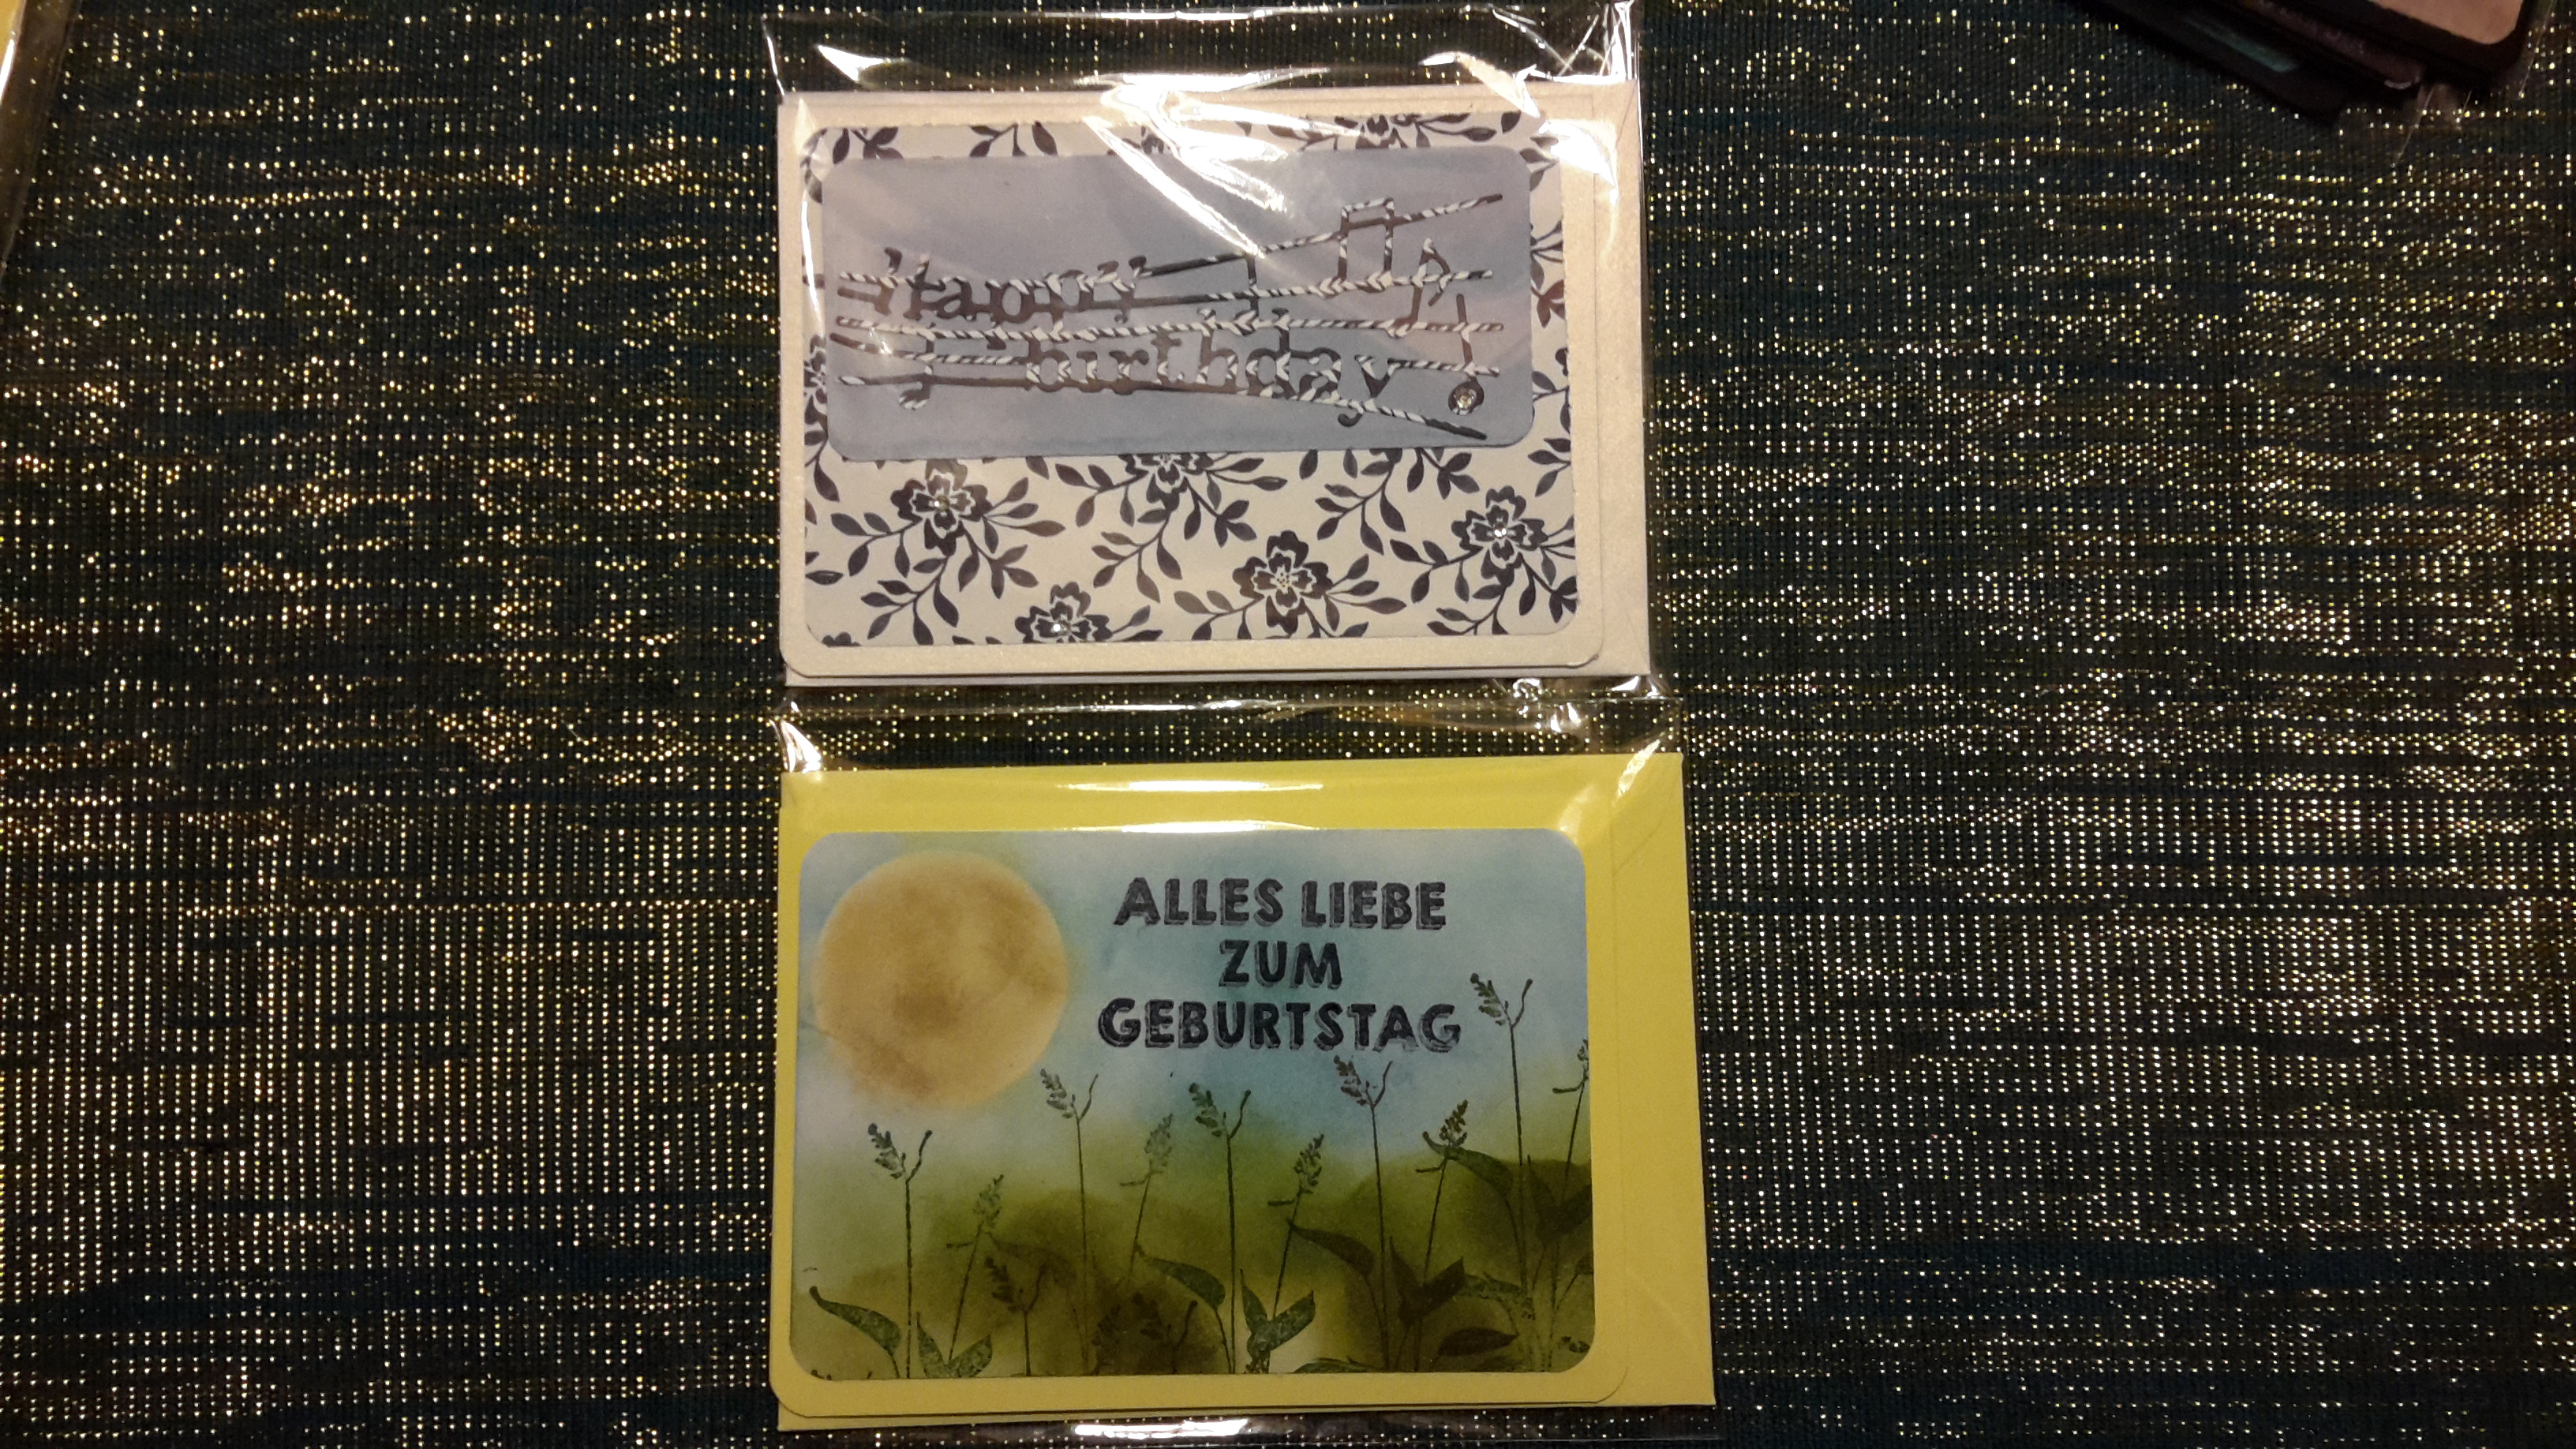 Happy
birthday
ALLES LIEBE
ZUM
GEBURTSTAG